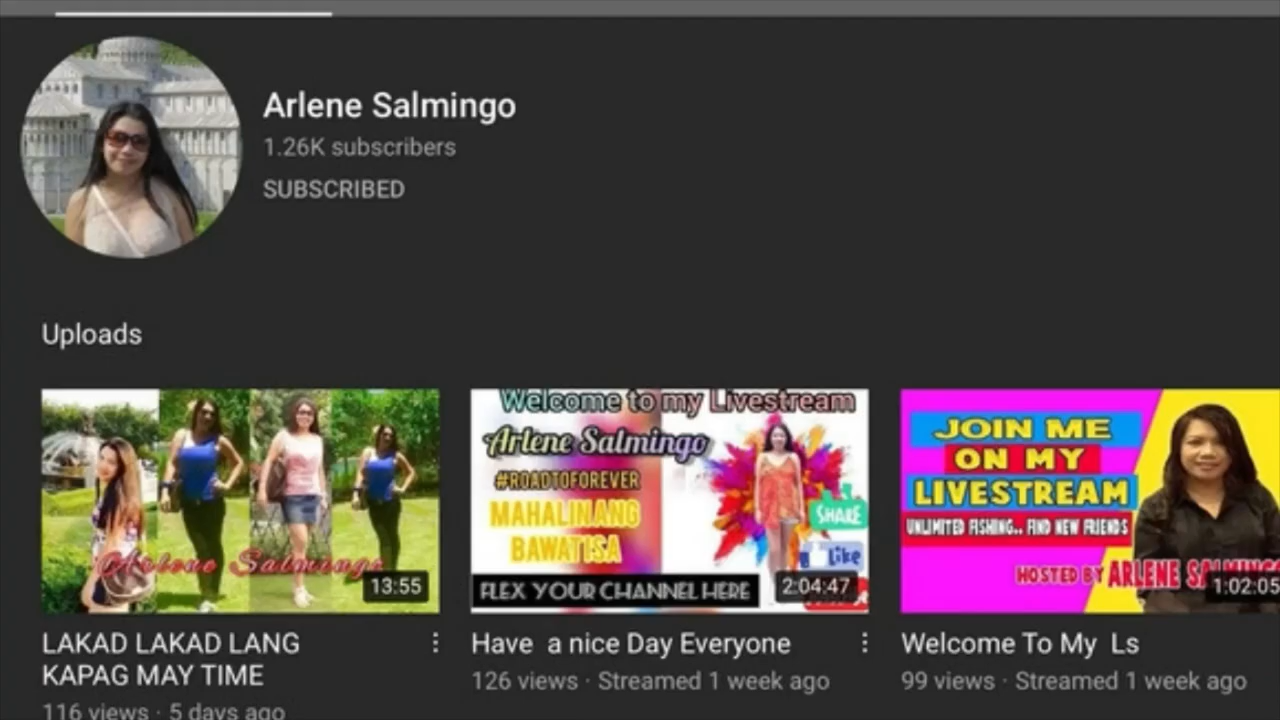 Arlene Salmingo
1.26K subscribers
SUBSCRIBED
Uploads
Arlene Salmingo
13:55
LAKAD LAKAD LANG
KAPAG MAY TIME
116 views · 5 days ago
Welcome to my Livestream
Arlene Salmingo
#ROADTOFOREVER
MAHALINANG
BAWATISA
SHARE
Like
FLEX YOUR CHANNEL HERE
2:04:47
Have a nice Day Everyone
126 views · Streamed 1 week ago
JOIN ME
ON MY
LIVESTREAM
UNLIMITED FISHING.. FIND NEW FRIENDS
HOSTED BY ARLENE
1:02:05
Welcome To My Ls
99 views · Streamed 1 week ago